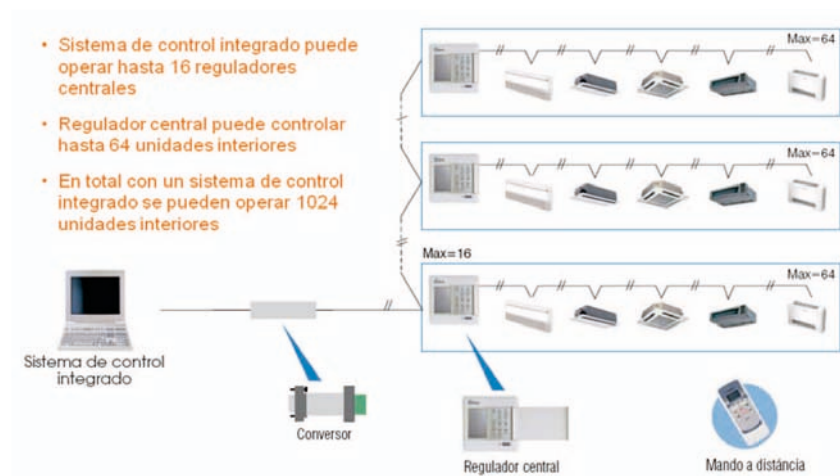 • Sistema de control integrado puede
operar hasta 16 reguladores
centrales
• Regulador central puede controlar
hasta 64 unidades interiores
• En total con un sistema de control
integrado se pueden operar 1024
unidades interiores
Max=64
Max=64
Max=16
Max=64
Sistema de control
integrado
Conversor
Regulador central
Mando a distáncia